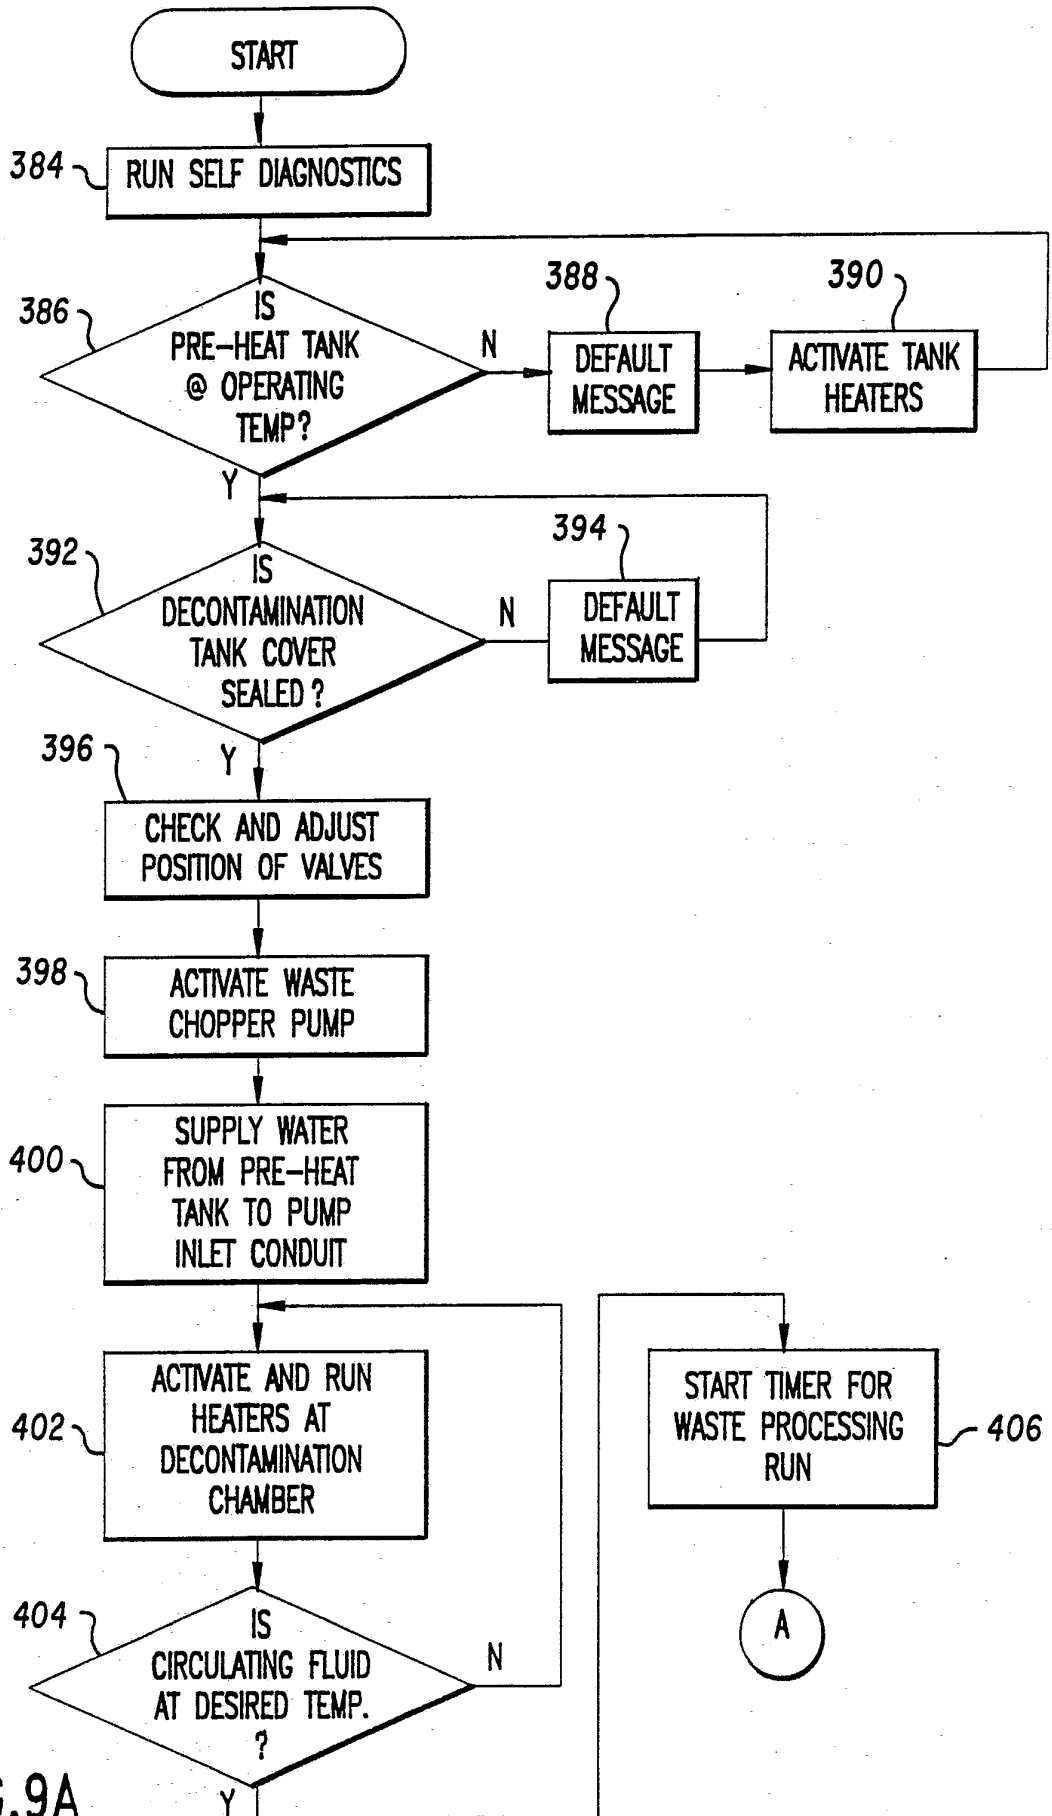 START
384
RUN SELF DIAGNOSTICS
386
IS
PRE-HEAT TANK
@ OPERATING
TEMP?
N
388
DEFAULT
MESSAGE
390
ACTIVATE TANK
HEATERS
Y
392
IS
DECONTAMINATION
TANK COVER
SEALED?
N
394
DEFAULT
MESSAGE
Y
396
CHECK AND ADJUST
POSITION OF VALVES
398
ACTIVATE WASTE
CHOPPER PUMP
400
SUPPLY WATER
FROM PRE-HEAT
TANK TO PUMP
INLET CONDUIT
402
ACTIVATE AND RUN
HEATERS AT
DECONTAMINATION
CHAMBER
404
IS
CIRCULATING FLUID
AT DESIRED TEMP.
?
N
Y
START TIMER FOR
WASTE PROCESSING
RUN
406
A
G.9A